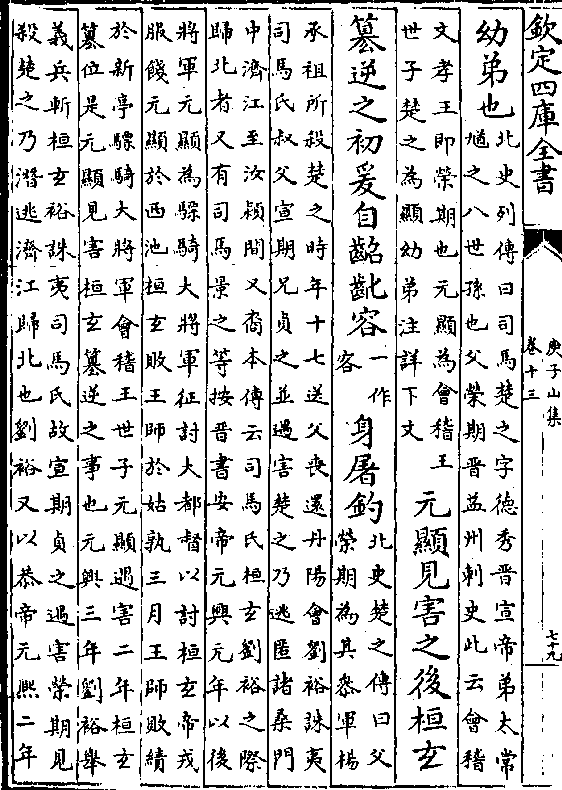 欽定四庫全書
庾子山集
卷十三
七十九
幼弟也
北史列傳曰司馬楚之字德秀晉宣帝弟太常
馗之八世孫也父榮期晉益州刺史此云會稽
文孝王即榮期也元顯為會稽王
世子楚之為顯幼弟注詳下文
元顯見害之後桓玄
簒逆之初爰自齠齔容
一作
客
身屠釣
北史楚之傳曰父
榮期為其叅軍楊
承祖所殺楚之時年十七送父喪還丹陽會劉裕誅夷
司馬氏叔父宣期兄貞之並遇害楚之乃逃匿諸桑門
中濟江至汝潁間又裔本傳云司馬氏桓玄劉裕之際
歸北者又有司馬景之等按晉書安帝元興元年以後
將軍元顯為驃騎大將軍征討大都督以討桓玄帝戎
服餞元顯於西池桓玄敗王師於姑孰三月王師敗績
於新亭驃騎大將軍會稽王世子元顯遇害二年桓玄
簒位是元顯見害桓玄簒逆之事也元興三年劉裕舉
義兵斬桓玄裕誅夷司馬氏故宣期貞之遇害榮期見
殺楚之乃潛逃濟江歸北也劉裕又以恭帝元熙二年